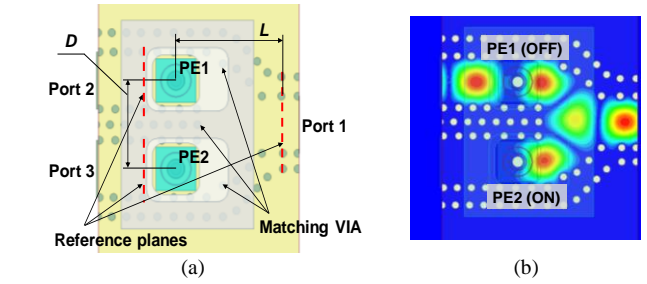 D
L
PE1
Port 2
Port 1
Port 3
PE2
Reference planes
Matching VIA
(a)
PE1 (OFF)
PE2 (ON)
(b)